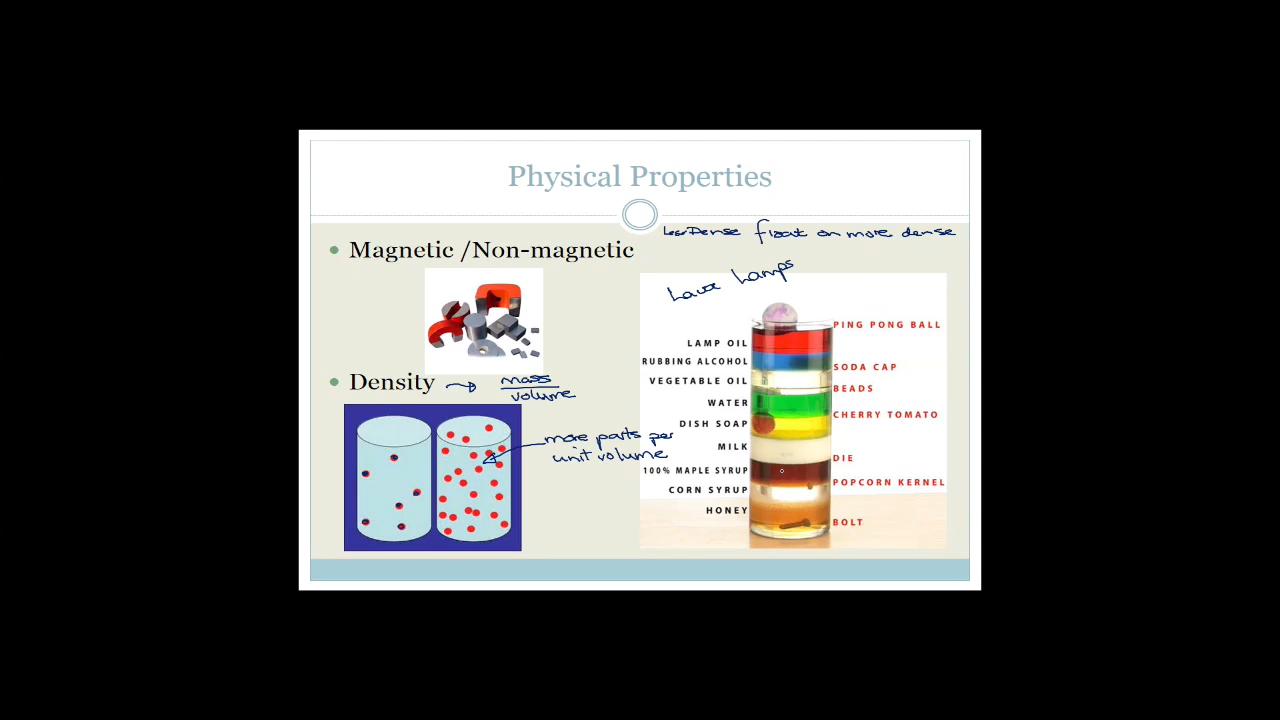 Physical Properties
Less Dense float on more dense
Magnetic /Non-magnetic
Lava Lamps
Density → mass
volume
more parts per
unit volume
PING PONG BALL
LAMP OIL
RUBBING ALCOHOL
SODA CAP
VEGETABLE OIL
BEADS
WATER
CHERRY TOMATO
DISH SOAP
MILK
DIE
100% MAPLE SYRUP
POPCORN KERNEL
CORN SYRUP
HONEY
BOLT